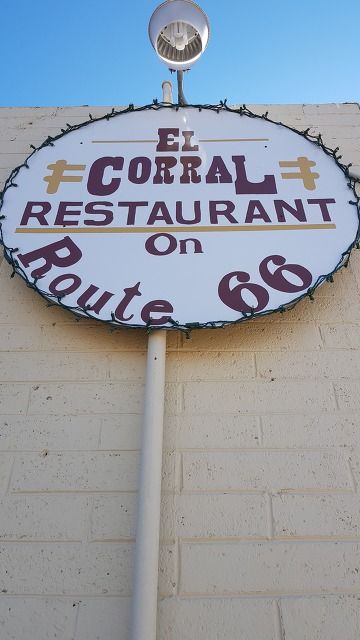 EL
CORRAL
RESTAURANT
On
Route 66